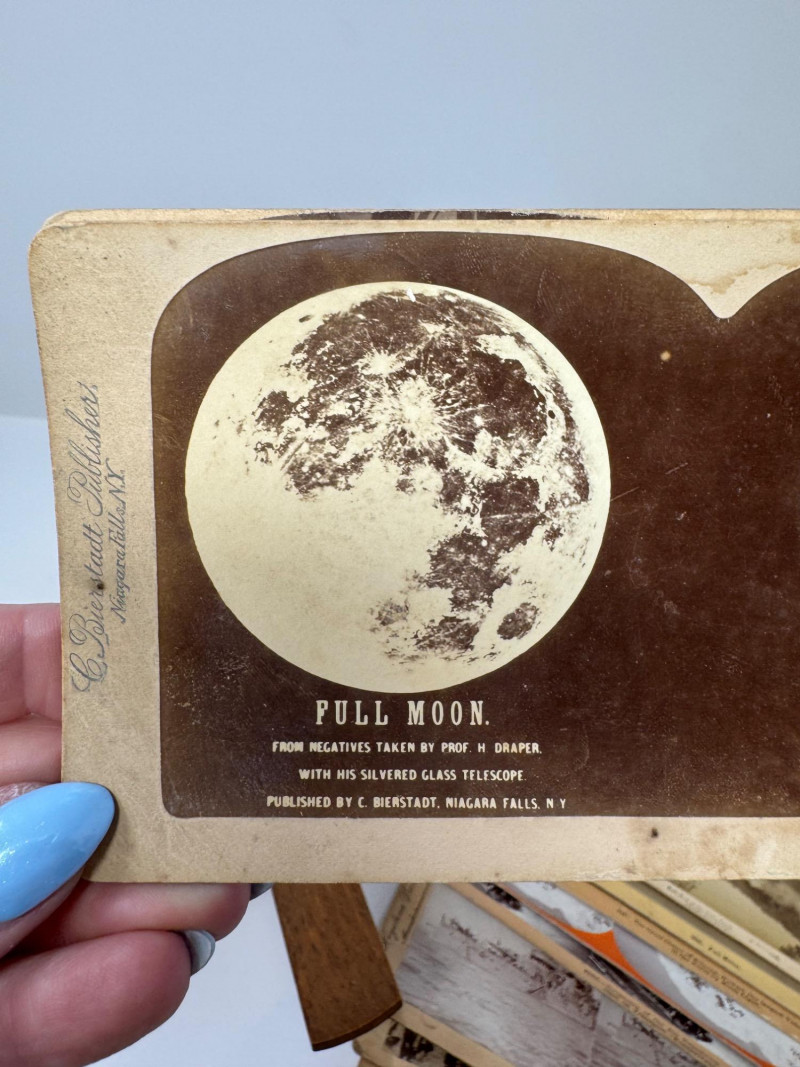 C. Bierstadt Publisher,
Niagara Falls N.Y.
FULL MOON.
FROM NEGATIVES TAKEN BY PROF. H DRAPER.
WITH HIS SILVERED GLASS TELESCOPE.
PUBLISHED BY C. BIERSTADT, NIAGARA FALLS, N Y